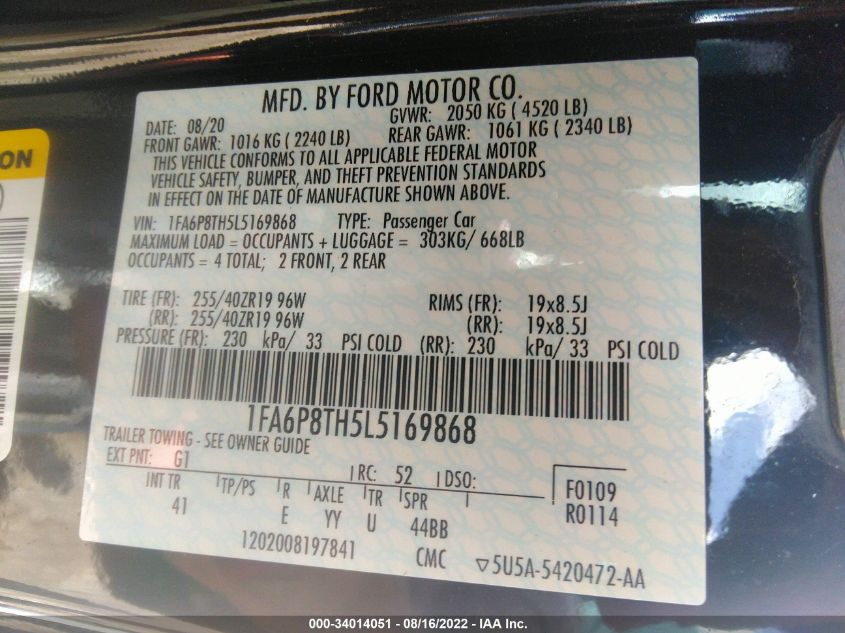 MFD. BY FORD MOTOR CO.
DATE: 08/20 GVWR: 2050 KG ( 4520 LB)
FRONT GAWR: 1016 KG ( 2240 LB) REAR GAWR: 1061 KG ( 2340 LB)
THIS VEHICLE CONFORMS TO ALL APPLICABLE FEDERAL MOTOR
VEHICLE SAFETY, BUMPER, AND THEFT PREVENTION STANDARDS
IN EFFECT ON THE DATE OF MANUFACTURE SHOWN ABOVE.
VIN: 1FA6P8TH5L5169868 TYPE: Passenger Car
MAXIMUM LOAD = OCCUPANTS + LUGGAGE = 303KG/ 668LB
OCCUPANTS = 4 TOTAL; 2 FRONT, 2 REAR
TIRE (FR): 255/40ZR19 96W RIMS (FR): 19x8.5J
(RR): 255/40ZR19 96W (RR): 19x8.5J
PRESSURE (FR): 230 kPa/ 33 PSI COLD (RR): 230 kPa/ 33 PSI COLD
1FA6P8TH5L5169868
TRAILER TOWING - SEE OWNER GUIDE
EXT PNT: G1 RC: 52 DSO:
INT TR TP/PS R AXLE TR SPR F0109
41 E YY U 44BB R0114
1202008197841 CMC ▽5U5A-5420472-AA
ON
000-34014051 - 08/16/2022 - IAA Inc.